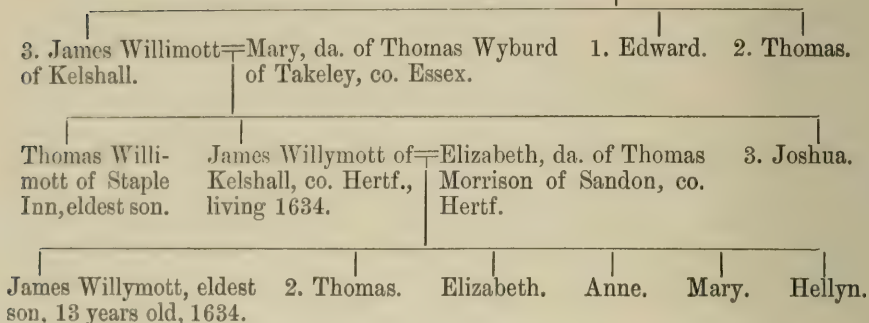 3. James Willimott=Mary, da. of Thomas Wyburd 1. Edward. 2. Thomas.
of Kelshall. of Takeley, co. Essex.
Thomas Willi- James Willymott of=Elizabeth, da. of Thomas 3. Joshua.
mott of Staple Kelshall, co. Hertf., Morrison of Sandon, co.
Inn, eldest son. living 1634. Hertf.
James Willymott, eldest 2. Thomas. Elizabeth. Anne. Mary. Hellyn.
son, 13 years old, 1634.